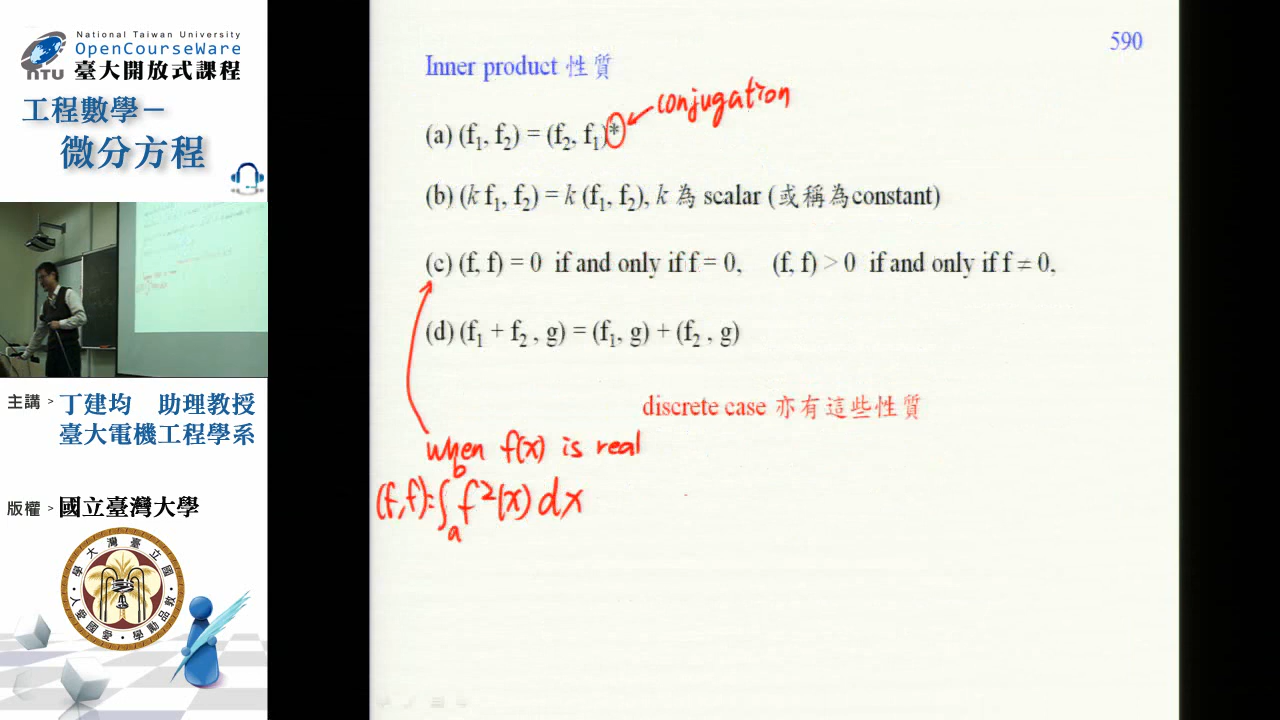 National Taiwan University
OpenCourseWare
NTU 臺大開放式課程
工程數學－
微分方程
主講 > 丁建均 助理教授
臺大電機工程學系
版權 > 國立臺灣大學
590
Inner product 性質
conjugation
(a) (f1, f2) = (f2, f1)*
(b) (k f1, f2) = k (f1, f2), k 為 scalar (或稱為constant)
(c) (f, f) = 0 if and only if f = 0, (f, f) > 0 if and only if f ≠ 0,
(d) (f1 + f2 , g) = (f1, g) + (f2 , g)
discrete case 亦有這些性質
when f(x) is real
(f,f)=∫ab f²(x) dx